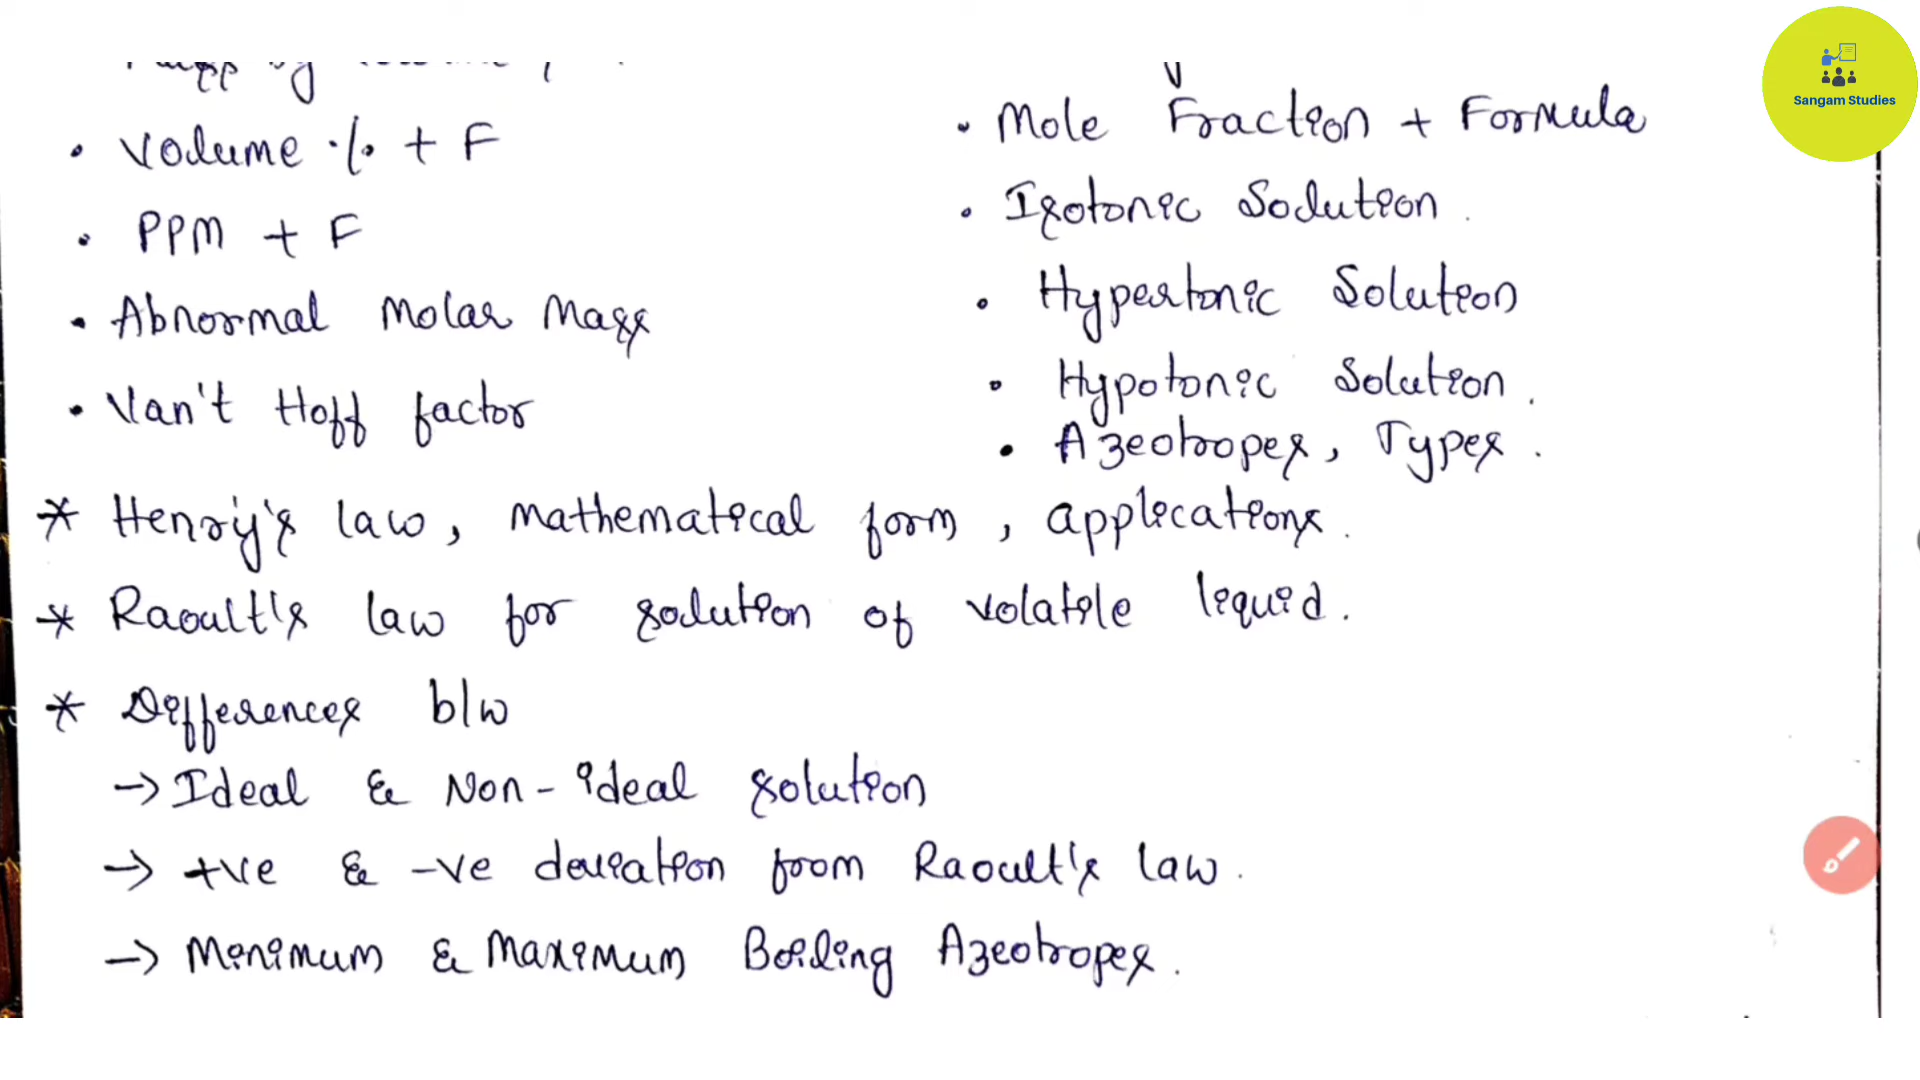 • Volume % + F
• PPM + F
• Abnormal Molar Mass
• Van't Hoff factor
• Mole Fraction + Formula
• Isotonic Solution.
• Hypertonic Solution
• Hypotonic Solution.
• Azeotropes, Types.
* Henry's law, mathematical form, applications.
* Raoult's law for solution of volatile liquid.
* Differences b/w
→ Ideal & Non-ideal solution
→ +ve & -ve deviation from Raoult's law.
→ Minimum & Maximum Boiling Azeotropes.
Sangam Studies